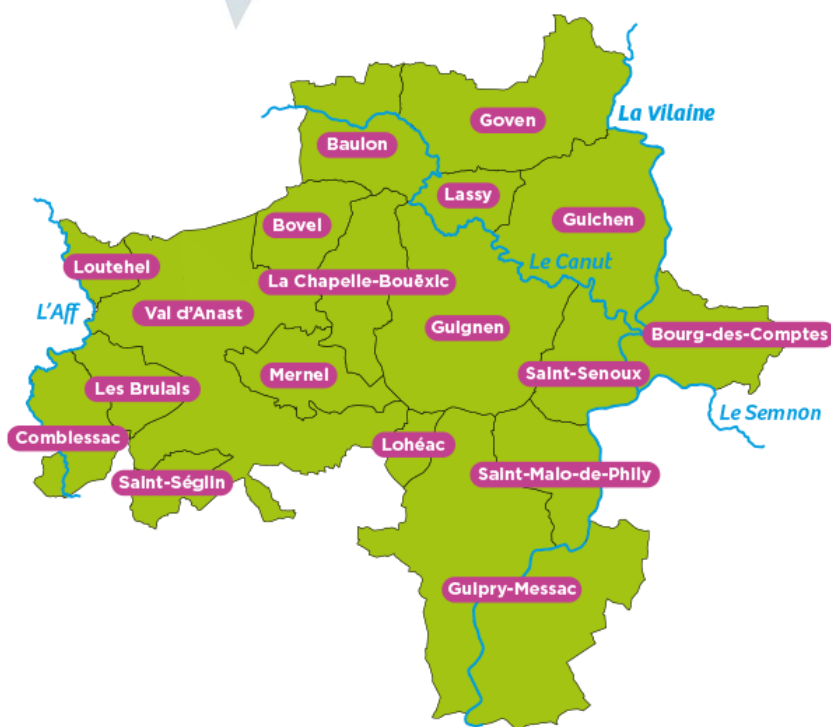 La Vilaine
Goven
Baulon
Lassy
Guichen
Bovel
Le Canut
Loutehel
La Chapelle-Bouëxic
L'Aff
Val d'Anast
Guignen
Bourg-des-Comptes
Mernel
Saint-Senoux
Les Brulais
Le Semnon
Comblessac
Lohéac
Saint-Malo-de-Phily
Saint-Séglin
Guipry-Messac